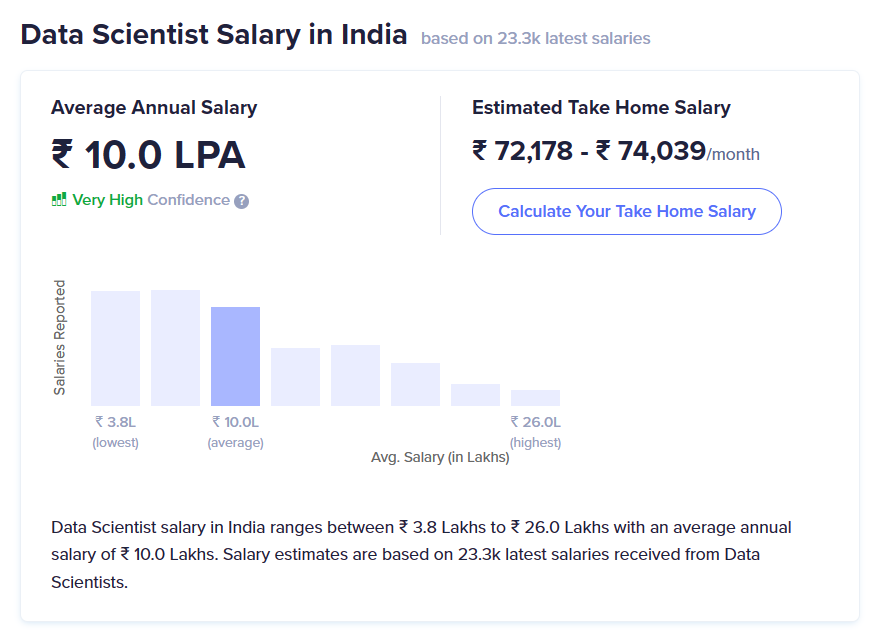 Data Scientist Salary in India based on 23.3k latest salaries
Average Annual Salary
₹ 10.0 LPA
Very High Confidence ?
Estimated Take Home Salary
₹ 72,178 - ₹ 74,039/month
Calculate Your Take Home Salary
Salaries Reported
₹ 3.8L
(lowest)
₹ 10.0L
(average)
₹ 26.0L
(highest)
Avg. Salary (in Lakhs)
Data Scientist salary in India ranges between ₹ 3.8 Lakhs to ₹ 26.0 Lakhs with an average annual
salary of ₹ 10.0 Lakhs. Salary estimates are based on 23.3k latest salaries received from Data
Scientists.